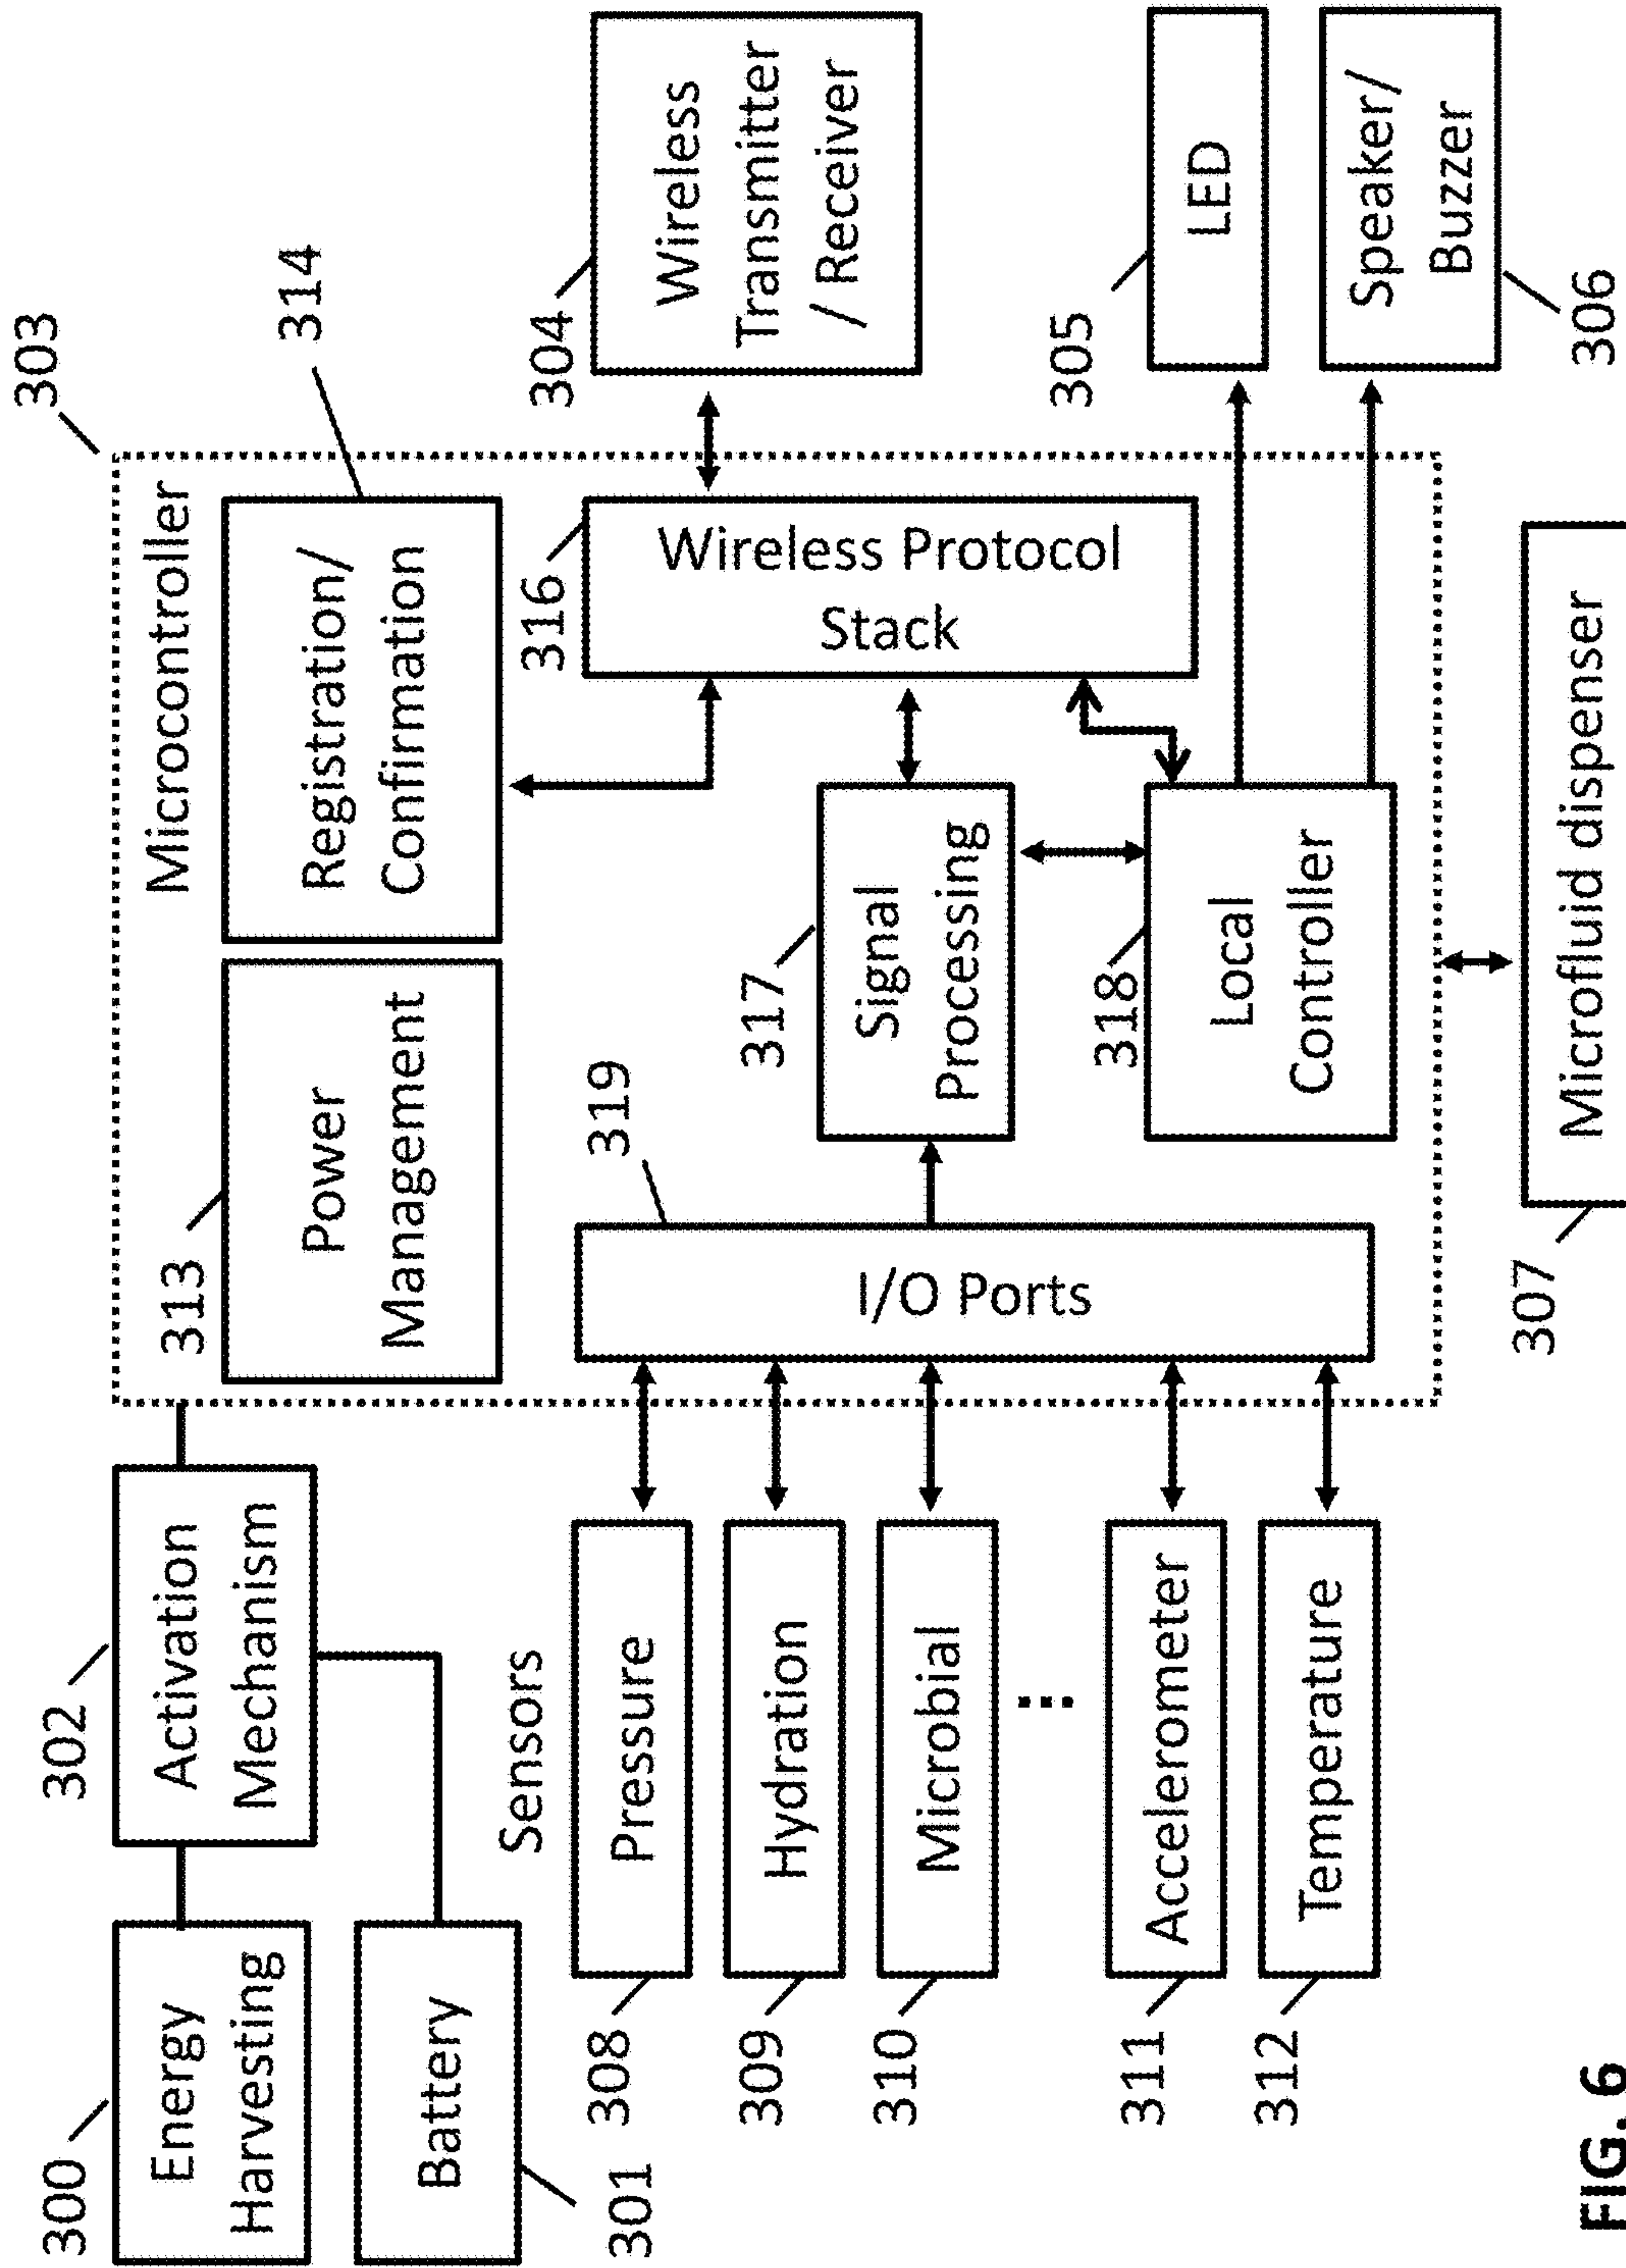 303
300
302
Microcontroller
314
Energy
Harvesting
Activation
Mechanism
313
Power
Management
Registration/
Confirmation
304
Wireless
Transmitter
/ Receiver
Battery
301
Sensors
319
316
308
Pressure
309
Hydration
310
Microbial
...
311
Accelerometer
312
Temperature
I/O Ports
317
Signal
Processing
318
Local
Controller
Wireless Protocol
Stack
305
LED
Speaker/
Buzzer
306
307
Microfluid dispenser
FIG. 6